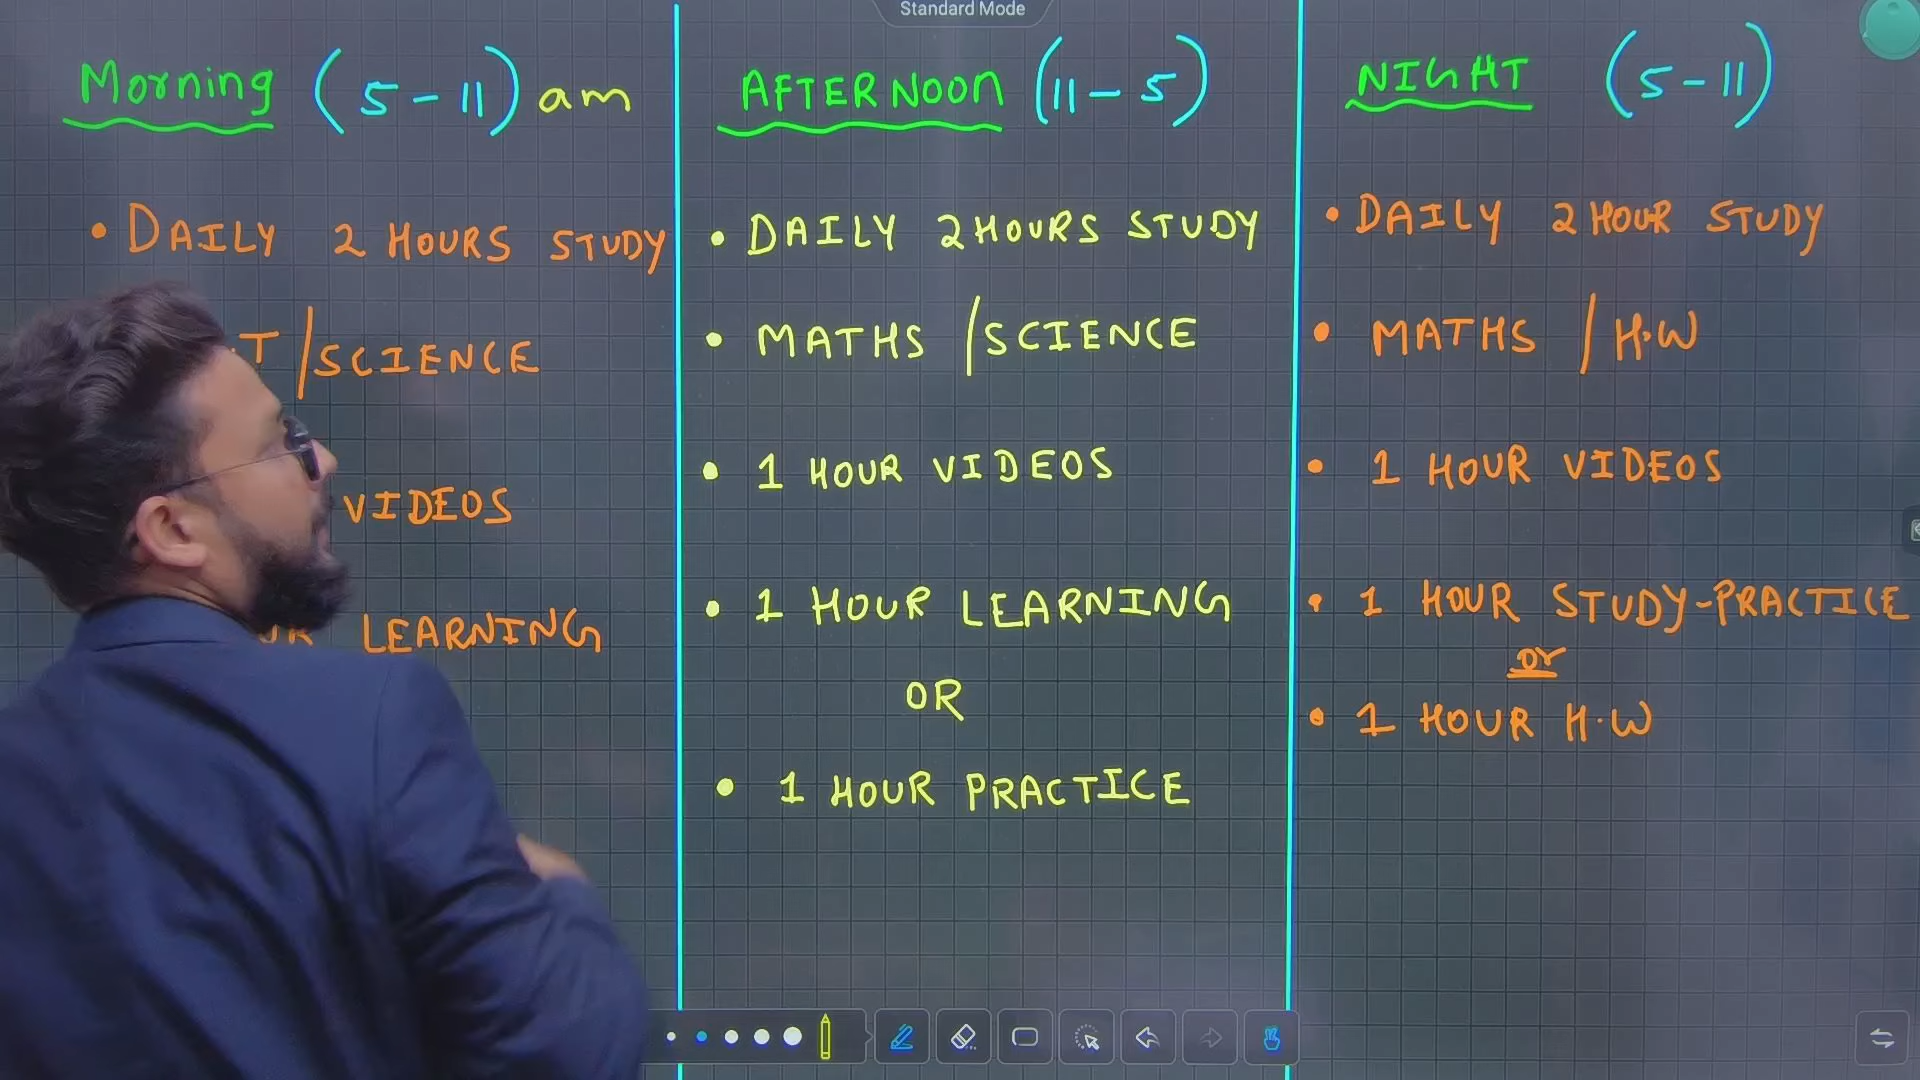 Standard Mode
Morning (5-11) am
• DAILY 2 HOURS STUDY
T/SCIENCE
VIDEOS
LEARNING
AFTERNOON (11-5)
• DAILY 2 HOURS STUDY
• MATHS / SCIENCE
• 1 HOUR VIDEOS
• 1 HOUR LEARNING
OR
• 1 HOUR PRACTICE
NIGHT (5-11)
• DAILY 2 HOUR STUDY
• MATHS / H.W
• 1 HOUR VIDEOS
• 1 HOUR STUDY-PRACTICE
or
• 1 HOUR H.W